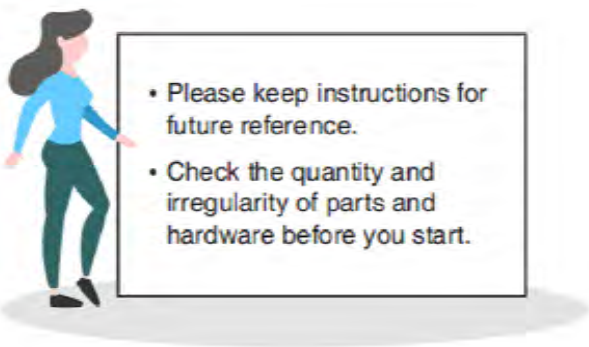 • Please keep instructions for
future reference.
• Check the quantity and
irregularity of parts and
hardware before you start.